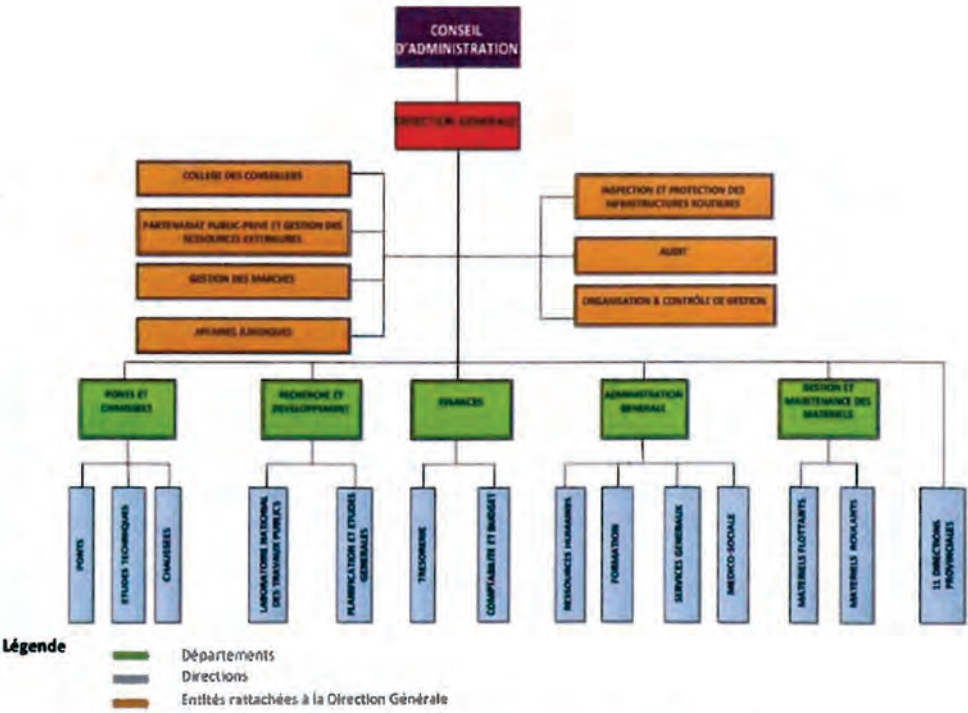 CONSEIL
D'ADMINISTRATION
DIRECTION GENERALE
COLLEGE DES CONSEILLERS
PARTENARIAT PUBLIC-PRIVE ET GESTION DES
RESSOURCES EXTERIEURES
GESTION DES MARCHES
AFFAIRES JURIDIQUES
INSPECTION ET PROTECTION DES
INFRASTRUCTURES ROUTIERES
AUDIT
ORGANISATION & CONTRÔLE DE GESTION
PONTS ET
CHAUSSEES
RECHERCHE ET
DEVELOPPEMENT
FINANCES
ADMINISTRATION
GENERALE
GESTION ET
MAINTENANCE DES
MATERIELS
PONTS
ETUDES TECHNIQUES
CHAUSSEES
LABORATOIRE NATIONAL
DES TRAVAUX PUBLICS
PLANIFICATION ET ETUDES
GENERALES
TRESORERIE
COMPTABILITE ET BUDGET
RESSOURCES HUMAINS
FORMATION
SERVICES GENERAUX
MEDICO-SOCIALE
MATERIELS FLOTTANTS
MATERIELS ROULANTS
11 DIRECTIONS
PROVINCIALES
Légende
Départements
Directions
Entités rattachées à la Direction Générale